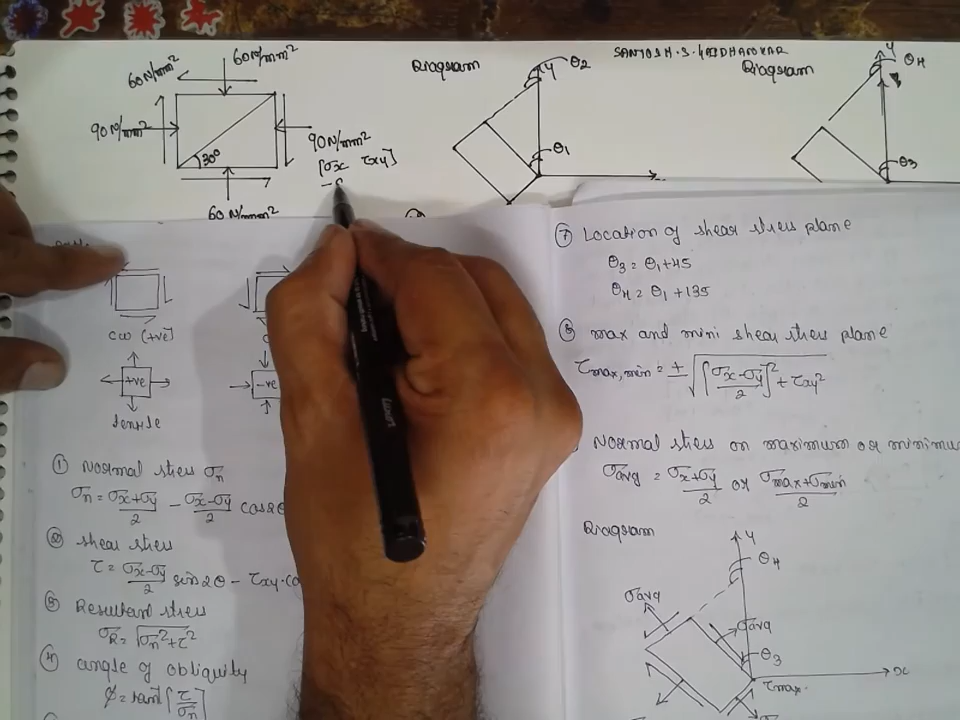 60N/mm²
60N/mm²
90N/mm²
30°
90N/mm²
[σx τxy]
60N/mm²
Diagram
y
θ2
θ1
SANTOSH.S.
Diagram
y
θ4
θ3
CW (+ve)
+ve
-ve
tensile
① Normal stress σn
σn = σx+σy/2 - σx-σy/2 cos2θ
② shear stress
τ = σx-σy/2 sin2θ - τxy.co
③ Resultant stress
σR = √σn²+τ²
④ angle of obliquity
φ = tan⁻¹[τ/σn]
⑦ Location of shear stress plane
θ3 = θ1+45
θ4 = θ1+135
⑧ max and mini shear stress plane
τmax,min = ± √[σx-σy/2]² + τxy²
Normal stress on maximum or minimum
σavg = σx+σy/2 or σmax+σmin/2
Diagram
y
θ4
σavg
σavg
θ3
x
τmax